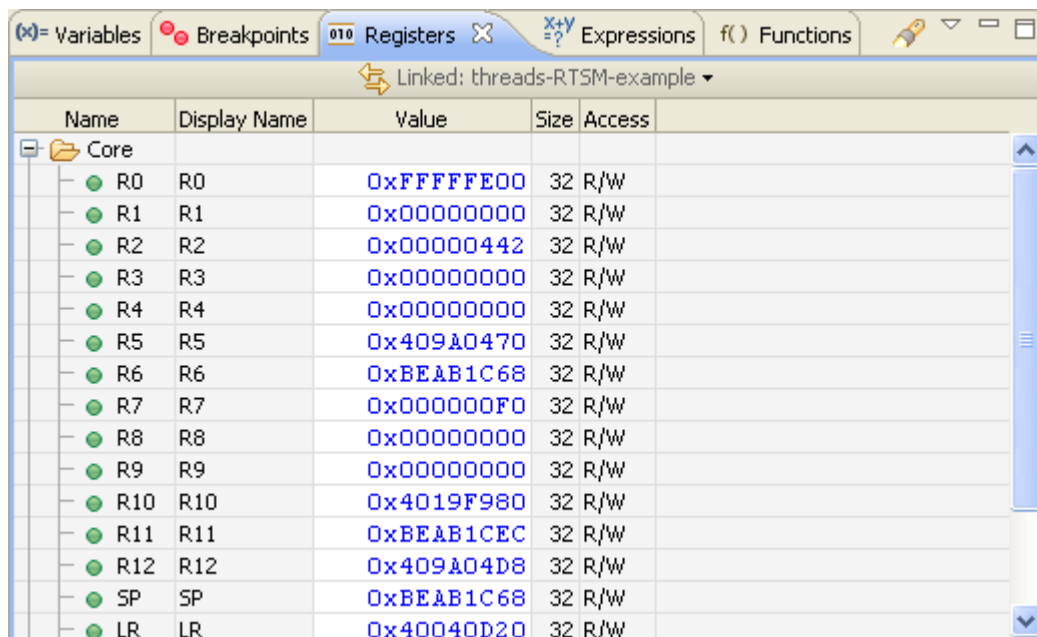 (x)= Variables Breakpoints 010 Registers X+Y =? Expressions f() Functions
Linked: threads-RTSM-example
Name Display Name Value Size Access
Core
R0 R0 0xFFFFFE00 32 R/W
R1 R1 0x00000000 32 R/W
R2 R2 0x00000442 32 R/W
R3 R3 0x00000000 32 R/W
R4 R4 0x00000000 32 R/W
R5 R5 0x409A0470 32 R/W
R6 R6 0xBEAB1C68 32 R/W
R7 R7 0x000000F0 32 R/W
R8 R8 0x00000000 32 R/W
R9 R9 0x00000000 32 R/W
R10 R10 0x4019F980 32 R/W
R11 R11 0xBEAB1CEC 32 R/W
R12 R12 0x409A04D8 32 R/W
SP SP 0xBEAB1C68 32 R/W
LR LR 0x40040D20 32 R/W